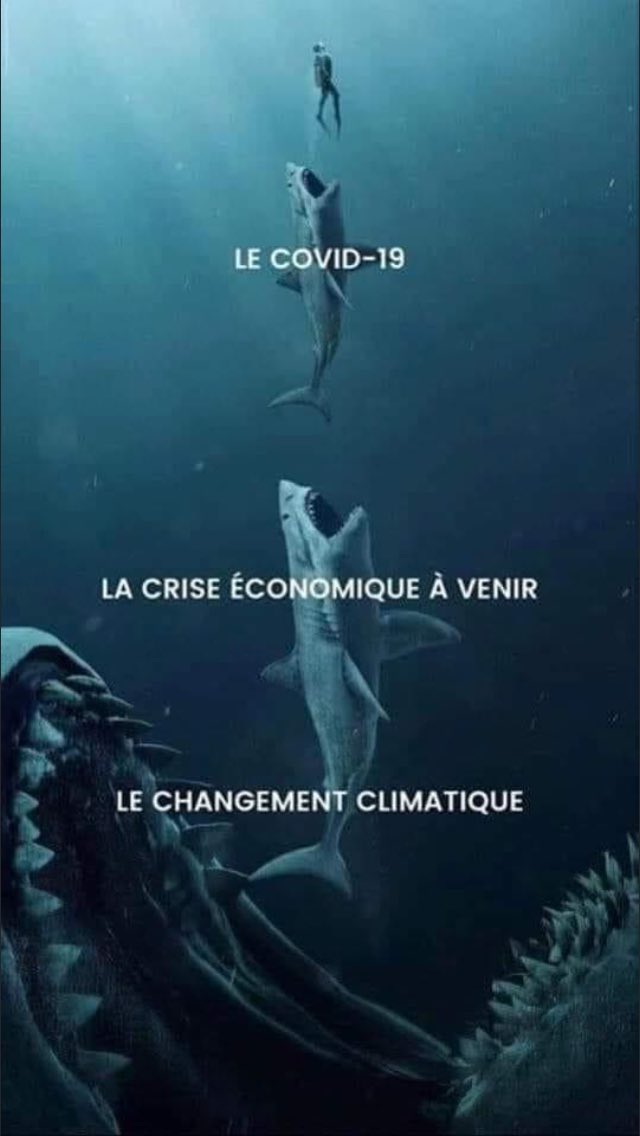 LE COVID-19
LA CRISE ÉCONOMIQUE À VENIR
LE CHANGEMENT CLIMATIQUE